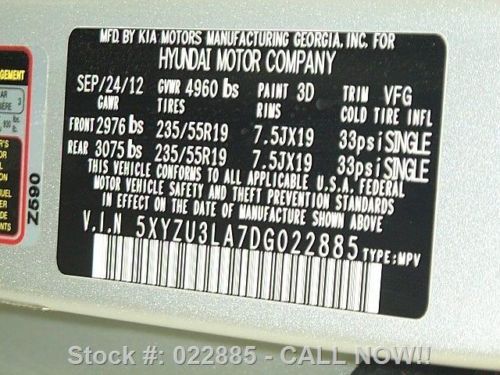 MFD. BY KIA MOTORS MANUFACTURING GEORGIA, INC. FOR
HYUNDAI MOTOR COMPANY
SEP/24/12 GVWR 4960 lbs PAINT 3D TRIM VFG
GAWR TIRES RIMS COLD TIRE INFL
FRONT 2976 lbs 235/55R19 7.5JX19 33psi SINGLE
REAR 3075 lbs 235/55R19 7.5JX19 33psi SINGLE
THIS VEHICLE CONFORMS TO ALL APPLICABLE U.S.A. FEDERAL
MOTOR VEHICLE SAFETY AND THEFT PREVENTION STANDARDS
IN EFFECT ON THE DATE OF MANUFACTURE SHOWN ABOVE.
V.I.N 5XYZU3LA7DG022885 TYPE: MPV
Z590
Stock #: 022885 - CALL NOW!!